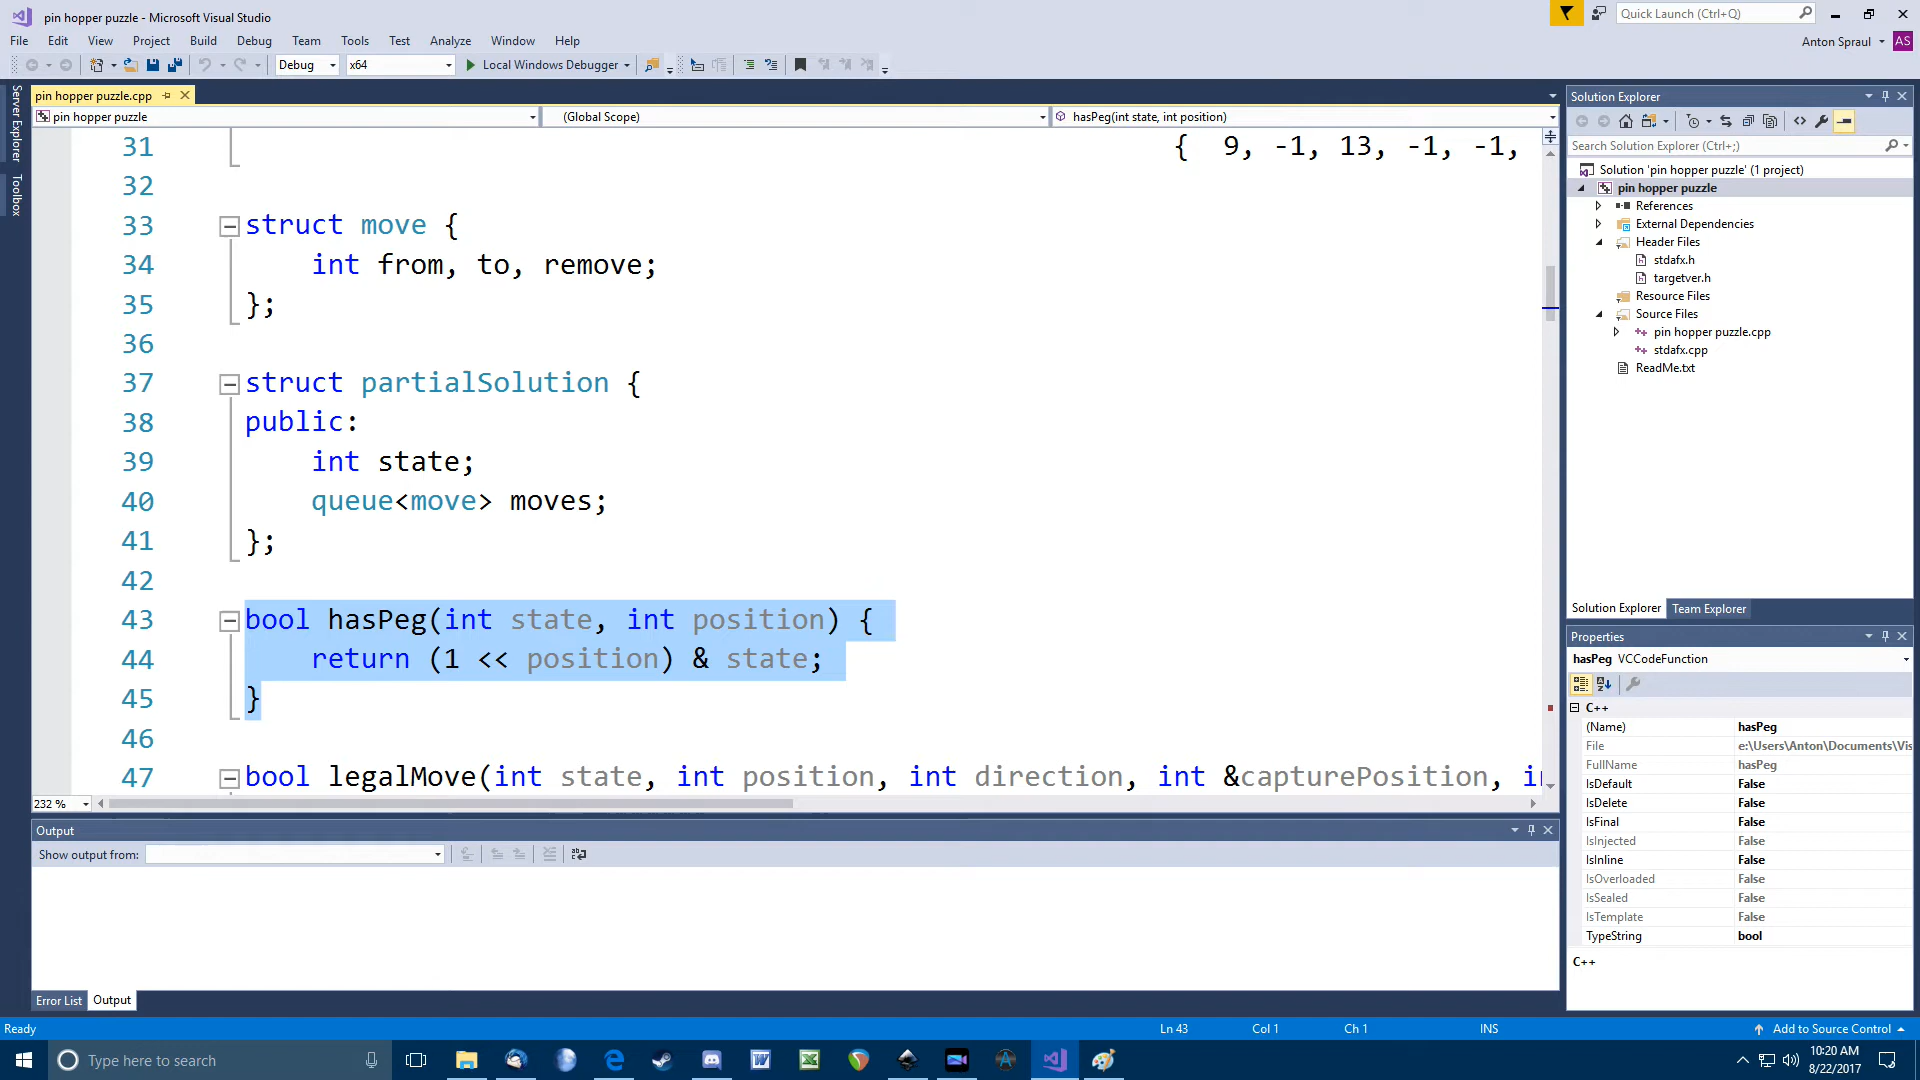 pin hopper puzzle - Microsoft Visual Studio
Quick Launch (Ctrl+Q)
File Edit View Project Build Debug Team Tools Test Analyze Window Help
Anton Spraul AS
Debug x64 Local Windows Debugger
Server Explorer
Toolbox
pin hopper puzzle.cpp
pin hopper puzzle (Global Scope) hasPeg(int state, int position)
31 { 9, -1, 13, -1, -1,
32
33 struct move {
34 int from, to, remove;
35 };
36
37 struct partialSolution {
38 public:
39 int state;
40 queue<move> moves;
41 };
42
43 bool hasPeg(int state, int position) {
44 return (1 << position) & state;
45 }
46
47 bool legalMove(int state, int position, int direction, int &capturePosition,
232 %
Output
Show output from:
Error List Output
Solution Explorer
Search Solution Explorer (Ctrl+;)
Solution 'pin hopper puzzle' (1 project)
pin hopper puzzle
References
External Dependencies
Header Files
stdafx.h
targetver.h
Resource Files
Source Files
pin hopper puzzle.cpp
stdafx.cpp
ReadMe.txt
Solution Explorer Team Explorer
Properties
hasPeg VCCodeFunction
C++
(Name) hasPeg
File e:\Users\Anton\Documents\Vis
FullName hasPeg
IsDefault False
IsDelete False
IsFinal False
IsInjected False
IsInline False
IsOverloaded False
IsSealed False
IsTemplate False
TypeString bool
C++
Ready Ln 43 Col 1 Ch 1 INS Add to Source Control
Type here to search
10:20 AM
8/22/2017